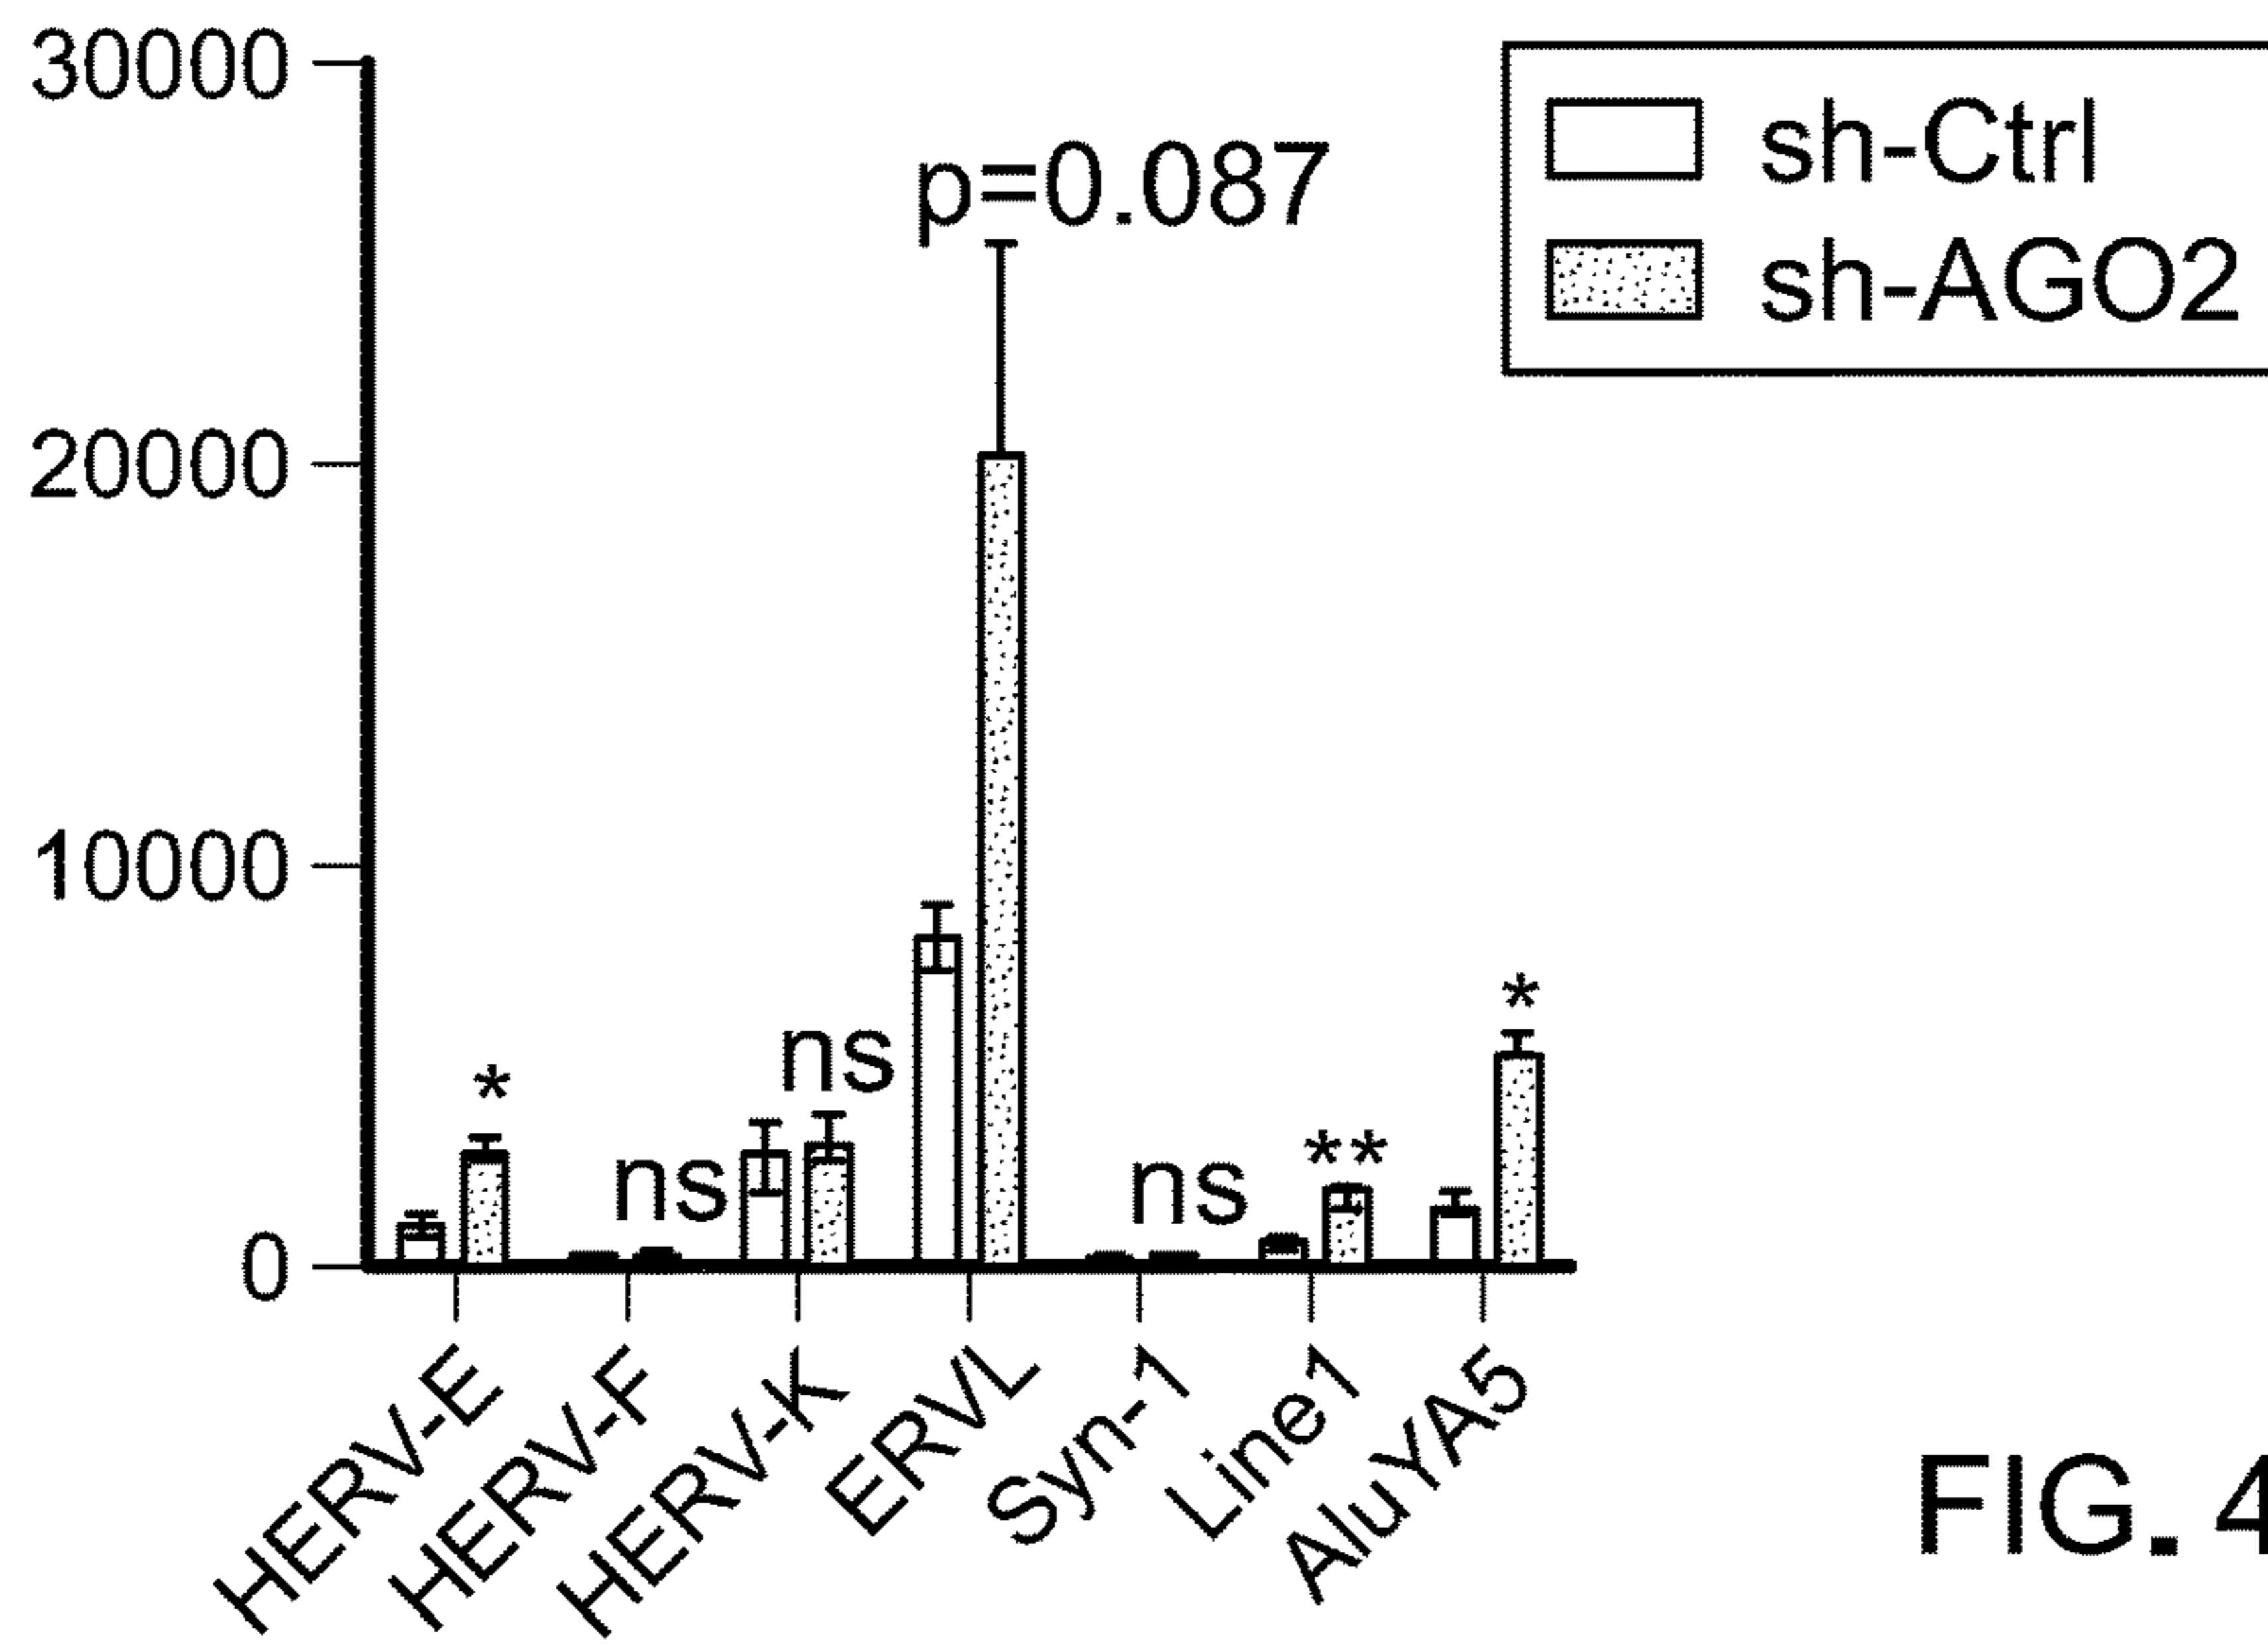 30000
20000
10000
0
p=0.087
sh-Ctrl
sh-AGO2
*
ns
ns
ns
**
*
HERV-E
HERV-F
HERV-K
ERVL
Syn-1
Line1
AluYA5
FIG. 4